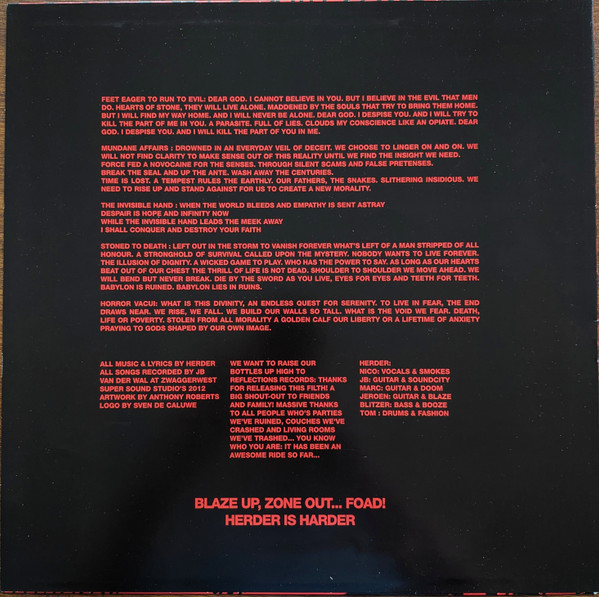 FEET EAGER TO RUN TO EVIL: DEAR GOD. I CANNOT BELIEVE IN YOU. BUT I BELIEVE IN THE EVIL THAT MEN
DO. HEARTS OF STONE, THEY WILL LIVE ALONE. MADDENED BY THE SOULS THAT TRY TO BRING THEM HOME.
BUT I WILL FIND MY WAY HOME. AND I WILL NEVER BE ALONE. DEAR GOD. I DESPISE YOU. AND I WILL TRY TO
KILL THE PART OF ME IN YOU. A PARASITE. FULL OF LIES. CLOUDS MY CONSCIENCE LIKE AN OPIATE. DEAR
GOD. I DESPISE YOU. AND I WILL KILL THE PART OF YOU IN ME.
MUNDANE AFFAIRS : DROWNED IN AN EVERYDAY VEIL OF DECEIT. WE CHOOSE TO LINGER ON AND ON. WE
WILL NOT FIND CLARITY TO MAKE SENSE OUT OF THIS REALITY UNTIL WE FIND THE INSIGHT WE NEED.
FORCE FED A NOVOCAINE FOR THE SENSES. THROUGH SILENT SCAMS AND FALSE PRETENSES.
BREAK THE SEAL AND UP THE ANTE. WASH AWAY THE CENTURIES.
TIME IS LOST. A TEMPEST RULES THE EARTHLY. OUR FATHERS, THE SNAKES. SLITHERING INSIDIOUS. WE
NEED TO RISE UP AND STAND AGAINST FOR US TO CREATE A NEW MORALITY.
THE INVISIBLE HAND : WHEN THE WORLD BLEEDS AND EMPATHY IS SENT ASTRAY
DESPAIR IS HOPE AND INFINITY NOW
WHILE THE INVISIBLE HAND LEADS THE MEEK AWAY
I SHALL CONQUER AND DESTROY YOUR FAITH
STONED TO DEATH : LEFT OUT IN THE STORM TO VANISH FOREVER WHAT'S LEFT OF A MAN STRIPPED OF ALL
HONOUR. A STRONGHOLD OF SURVIVAL CALLED UPON THE MYSTERY. NOBODY WANTS TO LIVE FOREVER.
THE ILLUSION OF DIGNITY. A WICKED GAME TO PLAY. WHO HAS THE POWER TO SAY. AS LONG AS OUR HEARTS
BEAT OUT OF OUR CHEST THE THRILL OF LIFE IS NOT DEAD. SHOULDER TO SHOULDER WE MOVE AHEAD. WE
WILL BEND BUT NEVER BREAK. DIE BY THE SWORD AS YOU LIVE, EYES FOR EYES AND TEETH FOR TEETH.
BABYLON IS RUINED. BABYLON LIES IN RUINS.
HORROR VACUI: WHAT IS THIS DIVINITY, AN ENDLESS QUEST FOR SERENITY. TO LIVE IN FEAR, THE END
DRAWS NEAR. WE RISE, WE FALL. WE BUILD OUR WALLS SO TALL. WHAT IS THE VOID WE FEAR. DEATH,
LIFE OR POVERTY. STOLEN FROM ALL MORALITY A GOLDEN CALF OUR LIBERTY OR A LIFETIME OF ANXIETY
PRAYING TO GODS SHAPED BY OUR OWN IMAGE.
ALL MUSIC & LYRICS BY HERDER
ALL SONGS RECORDED BY JB
VAN DER WAL AT ZWAGGERWEST
SUPER SOUND STUDIO'S 2012
ARTWORK BY ANTHONY ROBERTS
LOGO BY SVEN DE CALUWE
WE WANT TO RAISE OUR
BOTTLES UP HIGH TO
REFLECTIONS RECORDS: THANKS
FOR RELEASING THIS FILTH! A
BIG SHOUT-OUT TO FRIENDS
AND FAMILY! MASSIVE THANKS
TO ALL PEOPLE WHO'S PARTIES
WE'VE RUINED, COUCHES WE'VE
CRASHED AND LIVING ROOMS
WE'VE TRASHED... YOU KNOW
WHO YOU ARE: IT HAS BEEN AN
AWESOME RIDE SO FAR...
HERDER:
NICO: VOCALS & SMOKES
JB: GUITAR & SOUNDCITY
MARC: GUITAR & DOOM
JEROEN: GUITAR & BLAZE
BLITZER: BASS & BOOZE
TOM : DRUMS & FASHION
BLAZE UP, ZONE OUT... FOAD!
HERDER IS HARDER